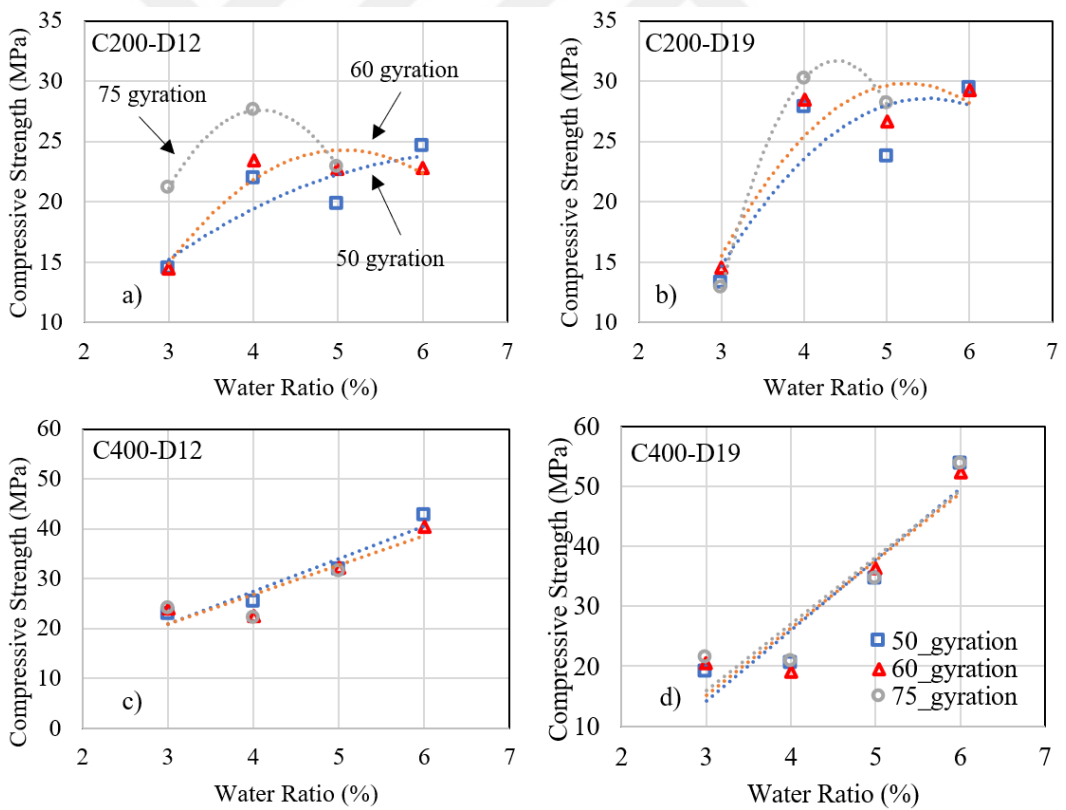 C200-D12
60 gyration
75 gyration
50 gyration
a)
Compressive Strength (MPa)
35
30
25
20
15
10
2 3 4 5 6 7
Water Ratio (%)
C200-D19
b)
Compressive Strength (MPa)
35
30
25
20
15
10
2 3 4 5 6 7
Water Ratio (%)
C400-D12
c)
Compressive Strength (MPa)
60
50
40
30
20
10
0
2 3 4 5 6 7
Water Ratio (%)
C400-D19
50_gyration
60_gyration
75_gyration
d)
Compressive Strength (MPa)
60
50
40
30
20
10
2 3 4 5 6 7
Water Ratio (%)